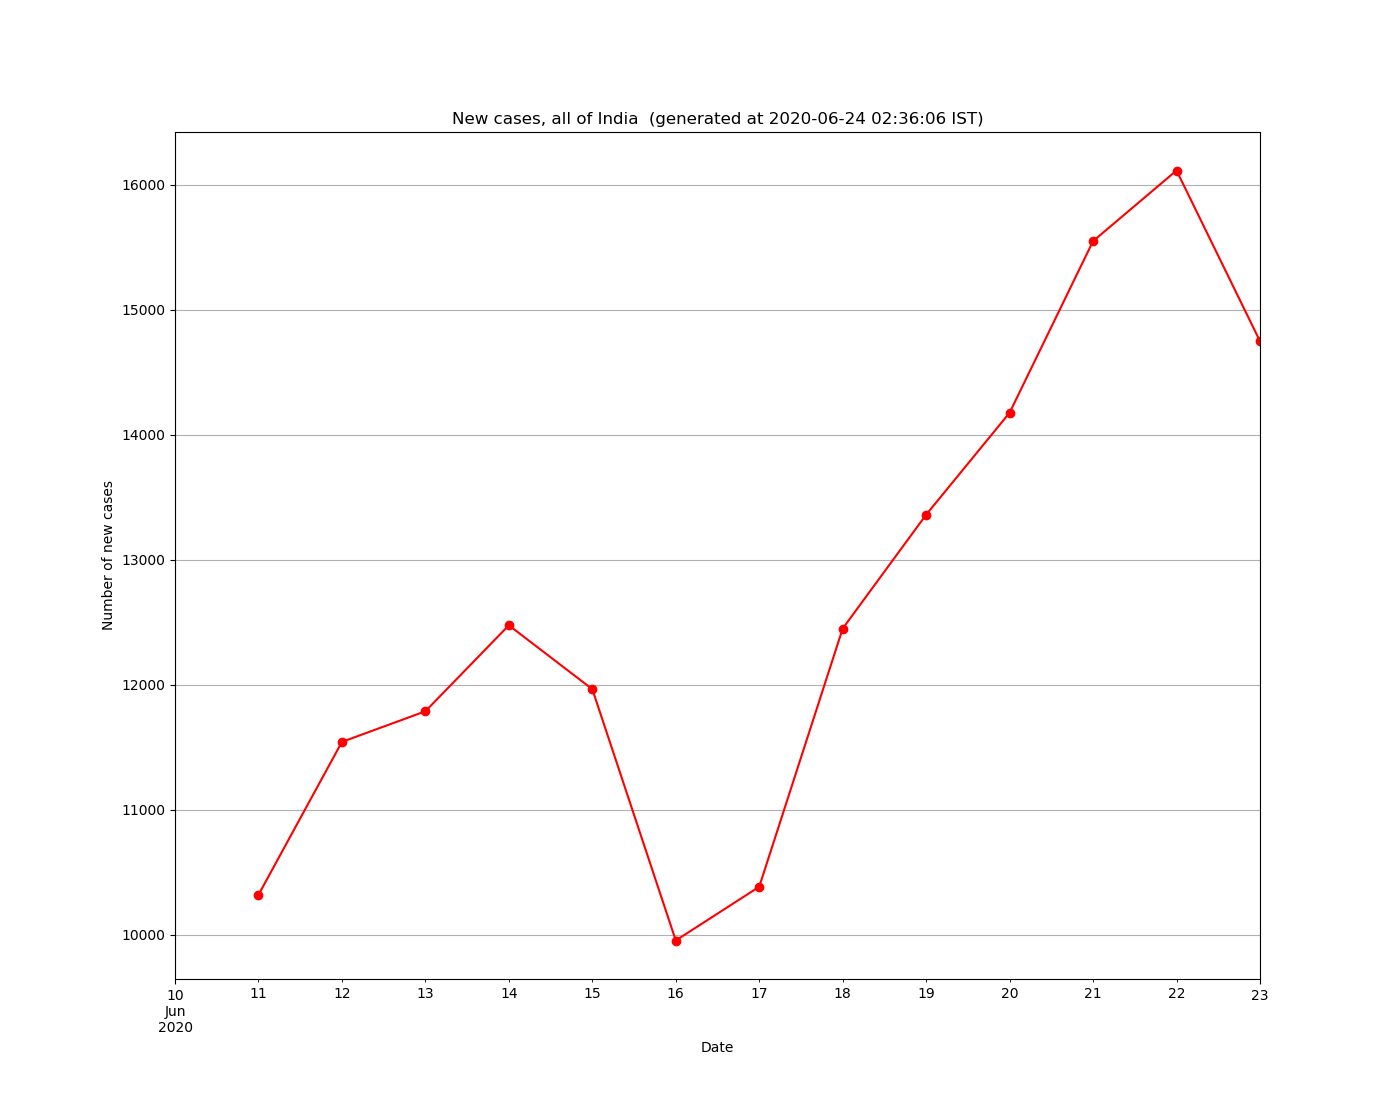 New cases, all of India  (generated at 2020-06-24 02:36:06 IST)
16000
15000
14000
13000
12000
11000
10000
Number of new cases
10 11 12 13 14 15 16 17 18 19 20 21 22 23
Jun
2020
Date